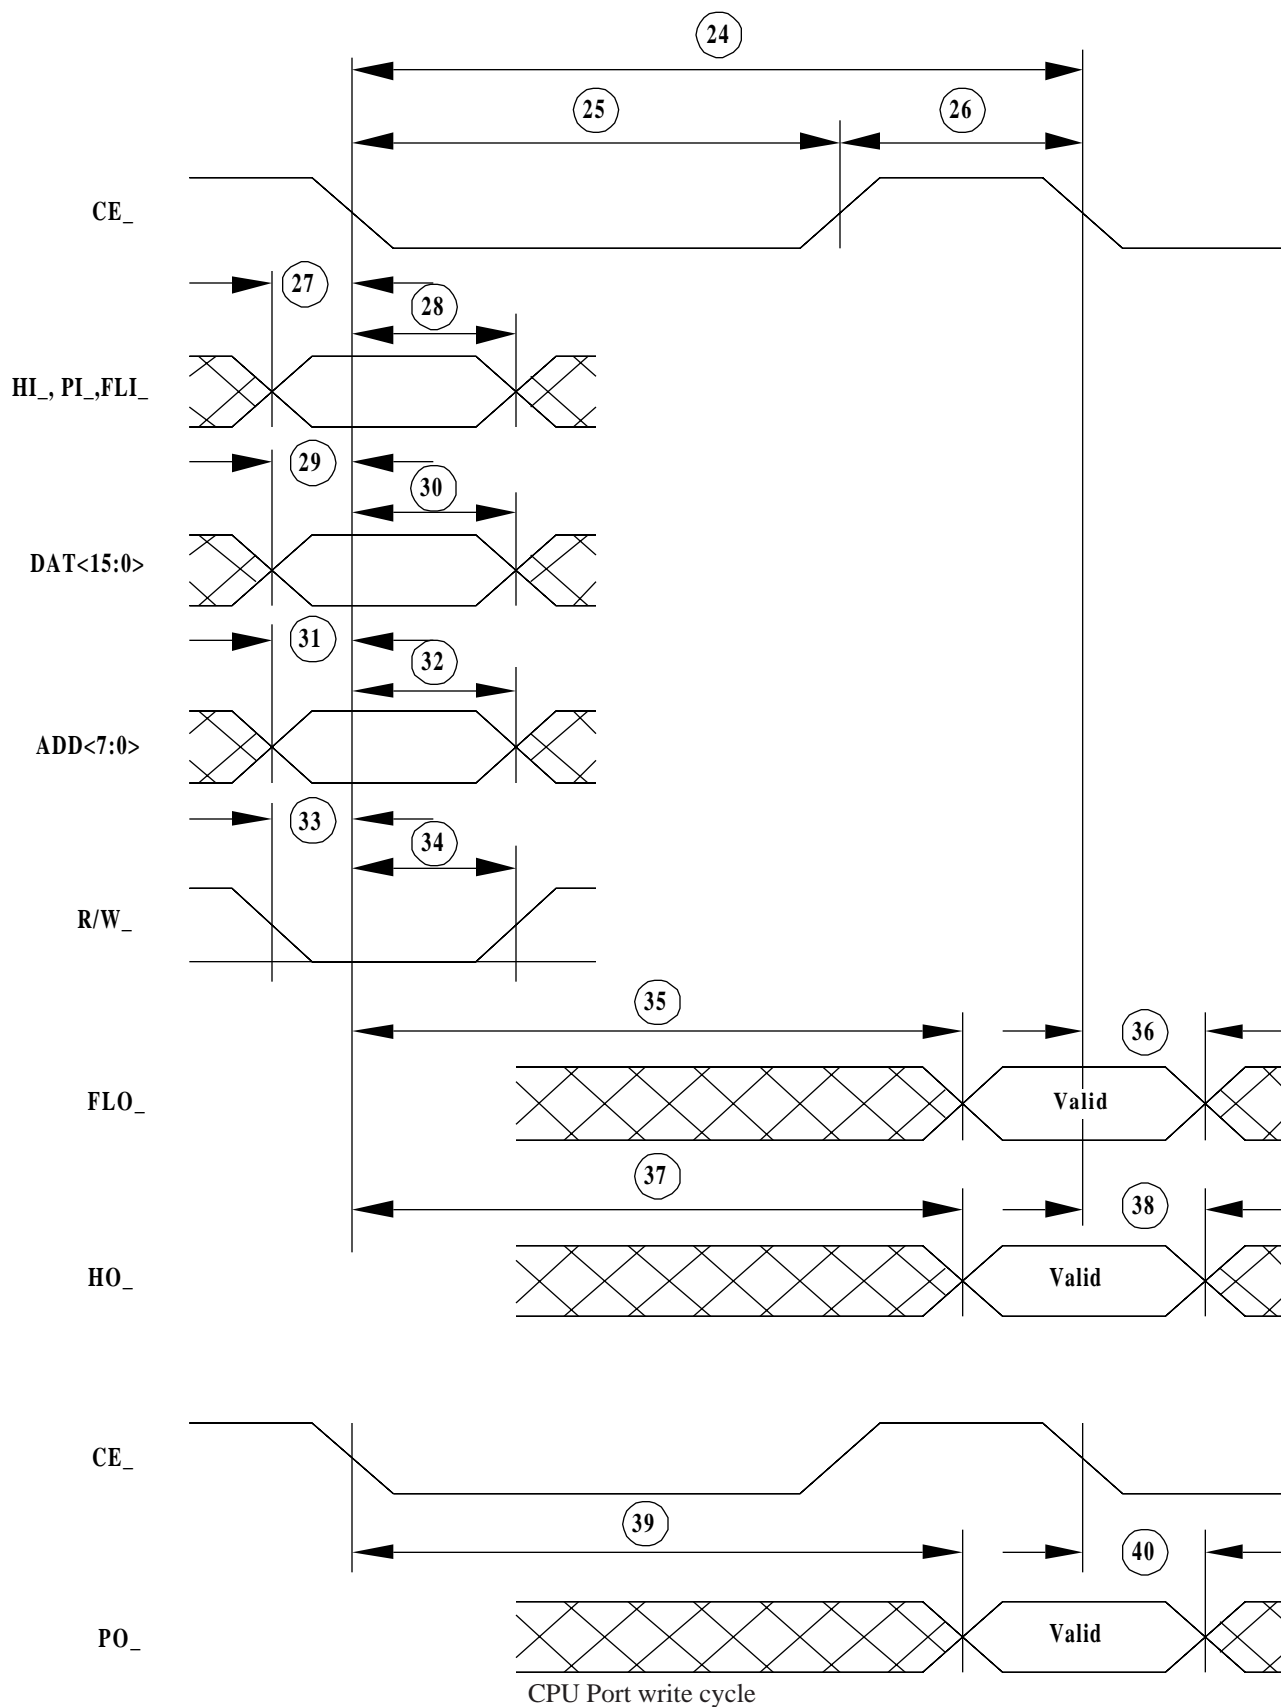 24
25
26
CE_
27
28
HI_, PI_,FLI_
29
30
DAT<15:0>
31
32
ADD<7:0>
33
34
R/W_
35
36
FLO_
Valid
37
38
HO_
Valid
CE_
39
40
PO_
Valid
CPU Port write cycle